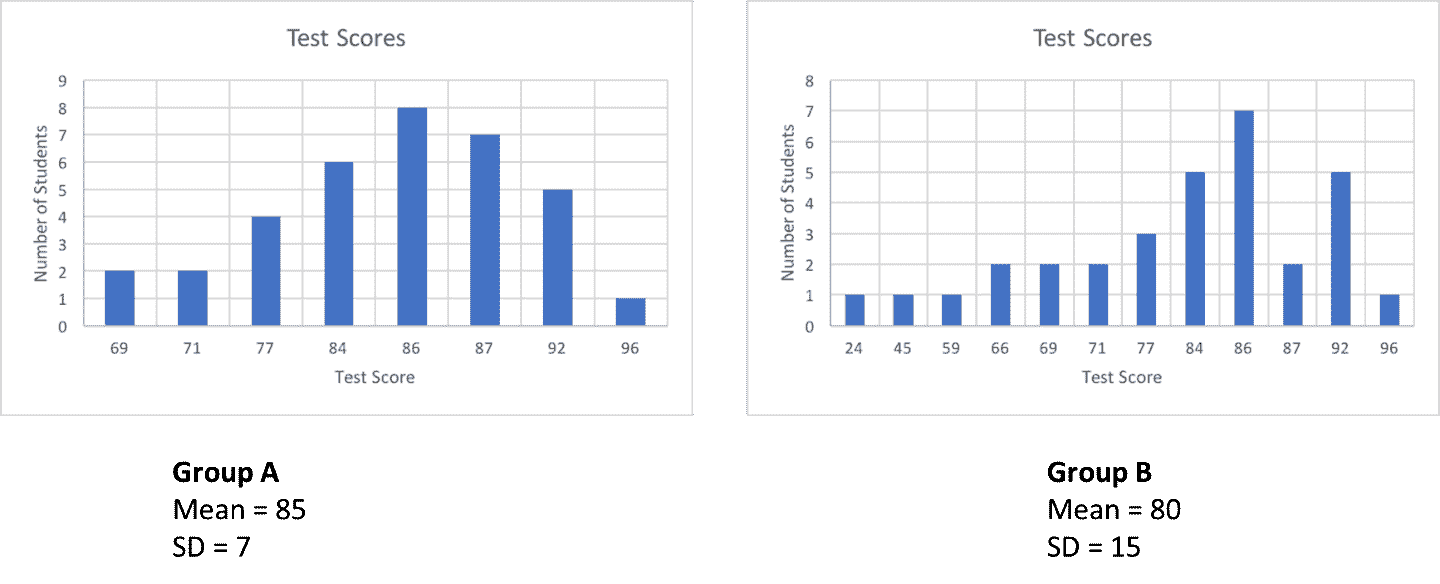 Test Scores
9
8
7
6
5
4
3
2
1
0
Number of Students
69 71 77 84 86 87 92 96
Test Score
Group A
Mean = 85
SD = 7
Test Scores
8
7
6
5
4
3
2
1
0
Number of Students
24 45 59 66 69 71 77 84 86 87 92 96
Test Score
Group B
Mean = 80
SD = 15